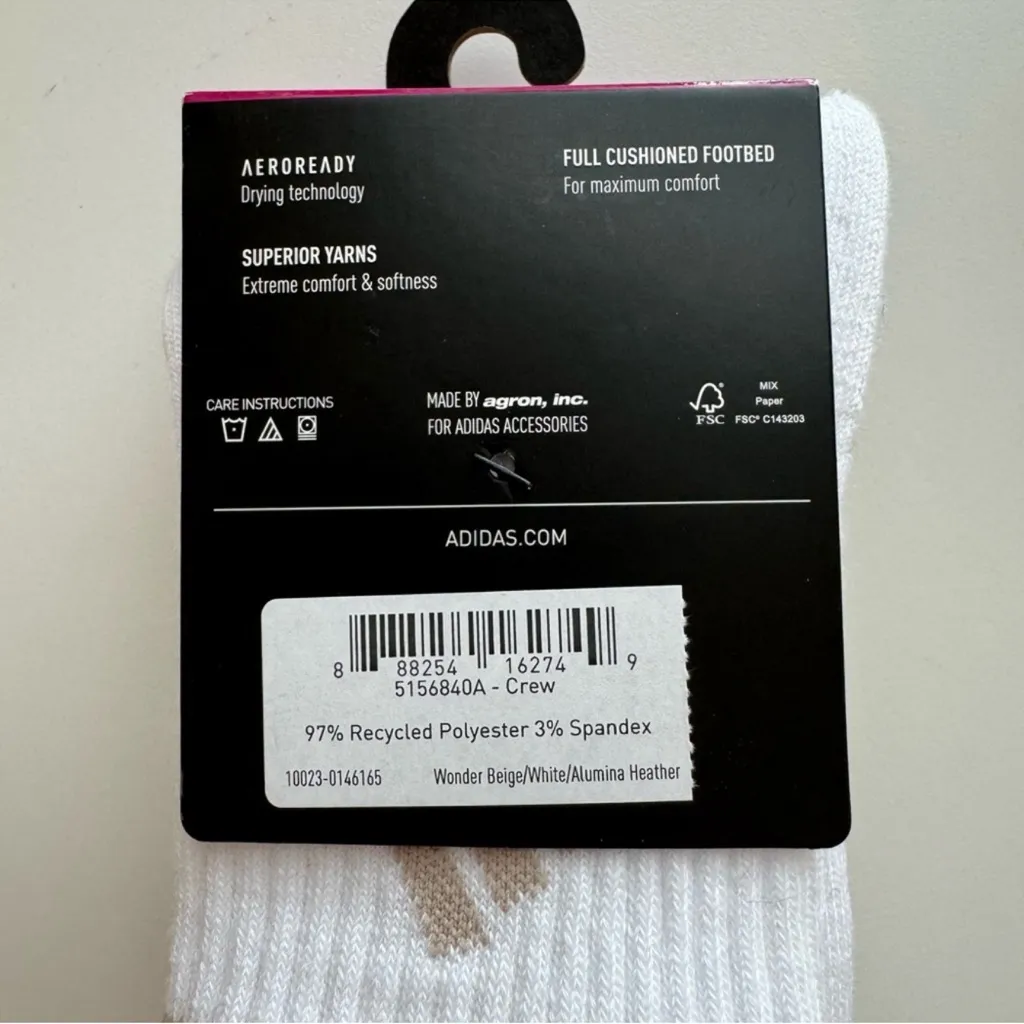 AEROREADY
Drying technology
FULL CUSHIONED FOOTBED
For maximum comfort
SUPERIOR YARNS
Extreme comfort & softness
CARE INSTRUCTIONS
MADE BY agron, inc.
FOR ADIDAS ACCESSORIES
FSC
MIX
Paper
FSC® C143203
ADIDAS.COM
8 88254 16274 9
5156840A - Crew
97% Recycled Polyester 3% Spandex
10023-0146165 Wonder Beige/White/Alumina Heather